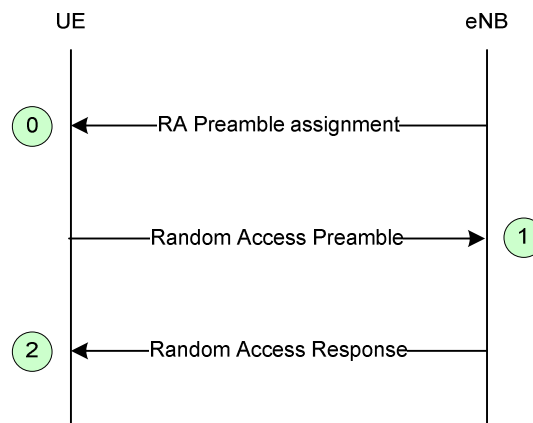 UE
eNB
0
RA Preamble assignment
Random Access Preamble
1
2
Random Access Response